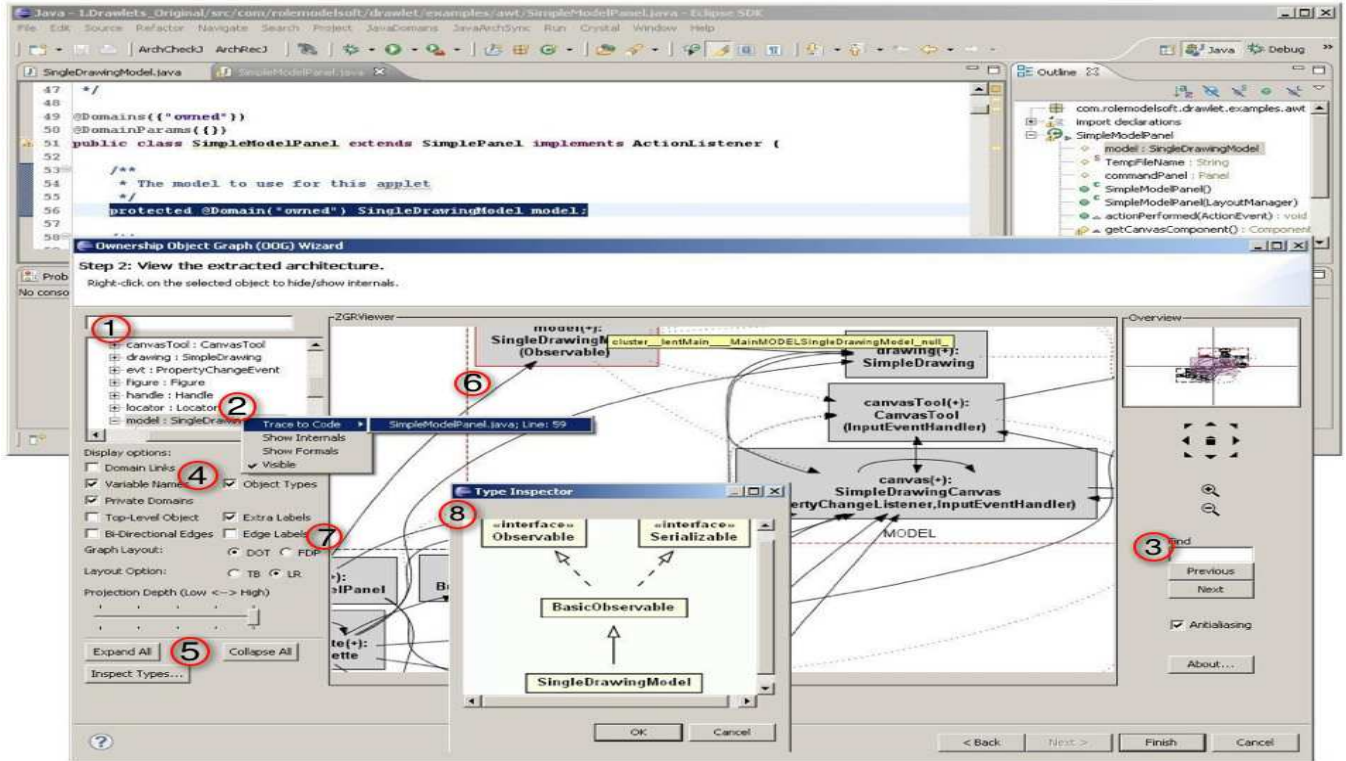 Java - 1.Drawlets_Original/src/com/rolemodelsoft/drawlet/examples/awt/SimpleModelPanel.java - Eclipse SDK
File Edit Source Refactor Navigate Search Project JavaDomains JavaArchSync Run Crystal Window Help
ArchCheckJ ArchRecJ
Java Debug »
SingleDrawingModel.java SimpleModelPanel.java
47 */
48
49 @Domains({"owned"})
50 @DomainParams({})
51 public class SimpleModelPanel extends SimplePanel implements ActionListener {
52
53 /**
54 * The model to use for this applet
55 */
56 protected @Domain("owned") SingleDrawingModel model;
57
58 /**
Outline
com.rolemodelsoft.drawlet.examples.awt
import declarations
SimpleModelPanel
model : SingleDrawingModel
TempFileName : String
commandPanel : Panel
SimpleModelPanel()
SimpleModelPanel(LayoutManager)
actionPerformed(ActionEvent) : void
getCanvasComponent() : Component
Prob
No conso
Ownership Object Graph (OOG) Wizard
Step 2: View the extracted architecture.
Right-click on the selected object to hide/show internals.
1
canvasTool : CanvasTool
drawing : SimpleDrawing
evt : PropertyChangeEvent
figure : Figure
handle : Handle
locator : Locator
model : SingleDrawin
2
Trace to Code
Show Internals
Show Formals
Visible
SimpleModelPanel.java; Line: 59
Display options:
Domain Links
4
Variable Names Object Types
Private Domains
Top-Level Object Extra Labels
Bi-Directional Edges Edge Labels
7
Graph Layout: DOT FDP
Layout Option: TB LR
Projection Depth (Low <--> High)
Expand All
5
Collapse All
Inspect Types...
ZGRViewer
model(+):
SingleDrawingM
(Observable)
cluster__lentMain____MainMODELSingleDrawingModel_null_
6
drawing(+):
SimpleDrawing
canvasTool(+):
CanvasTool
(InputEventHandler)
canvas(+):
SimpleDrawingCanvas
ertyChangeListener,InputEventHandler)
MODEL
):
elPanel
B
te(+):
ette
Type Inspector
8
«interface»
Observable
«interface»
Serializable
BasicObservable
SingleDrawingModel
OK
Cancel
Overview
3
Find
Previous
Next
Antialiasing
About...
?
< Back
Next >
Finish
Cancel